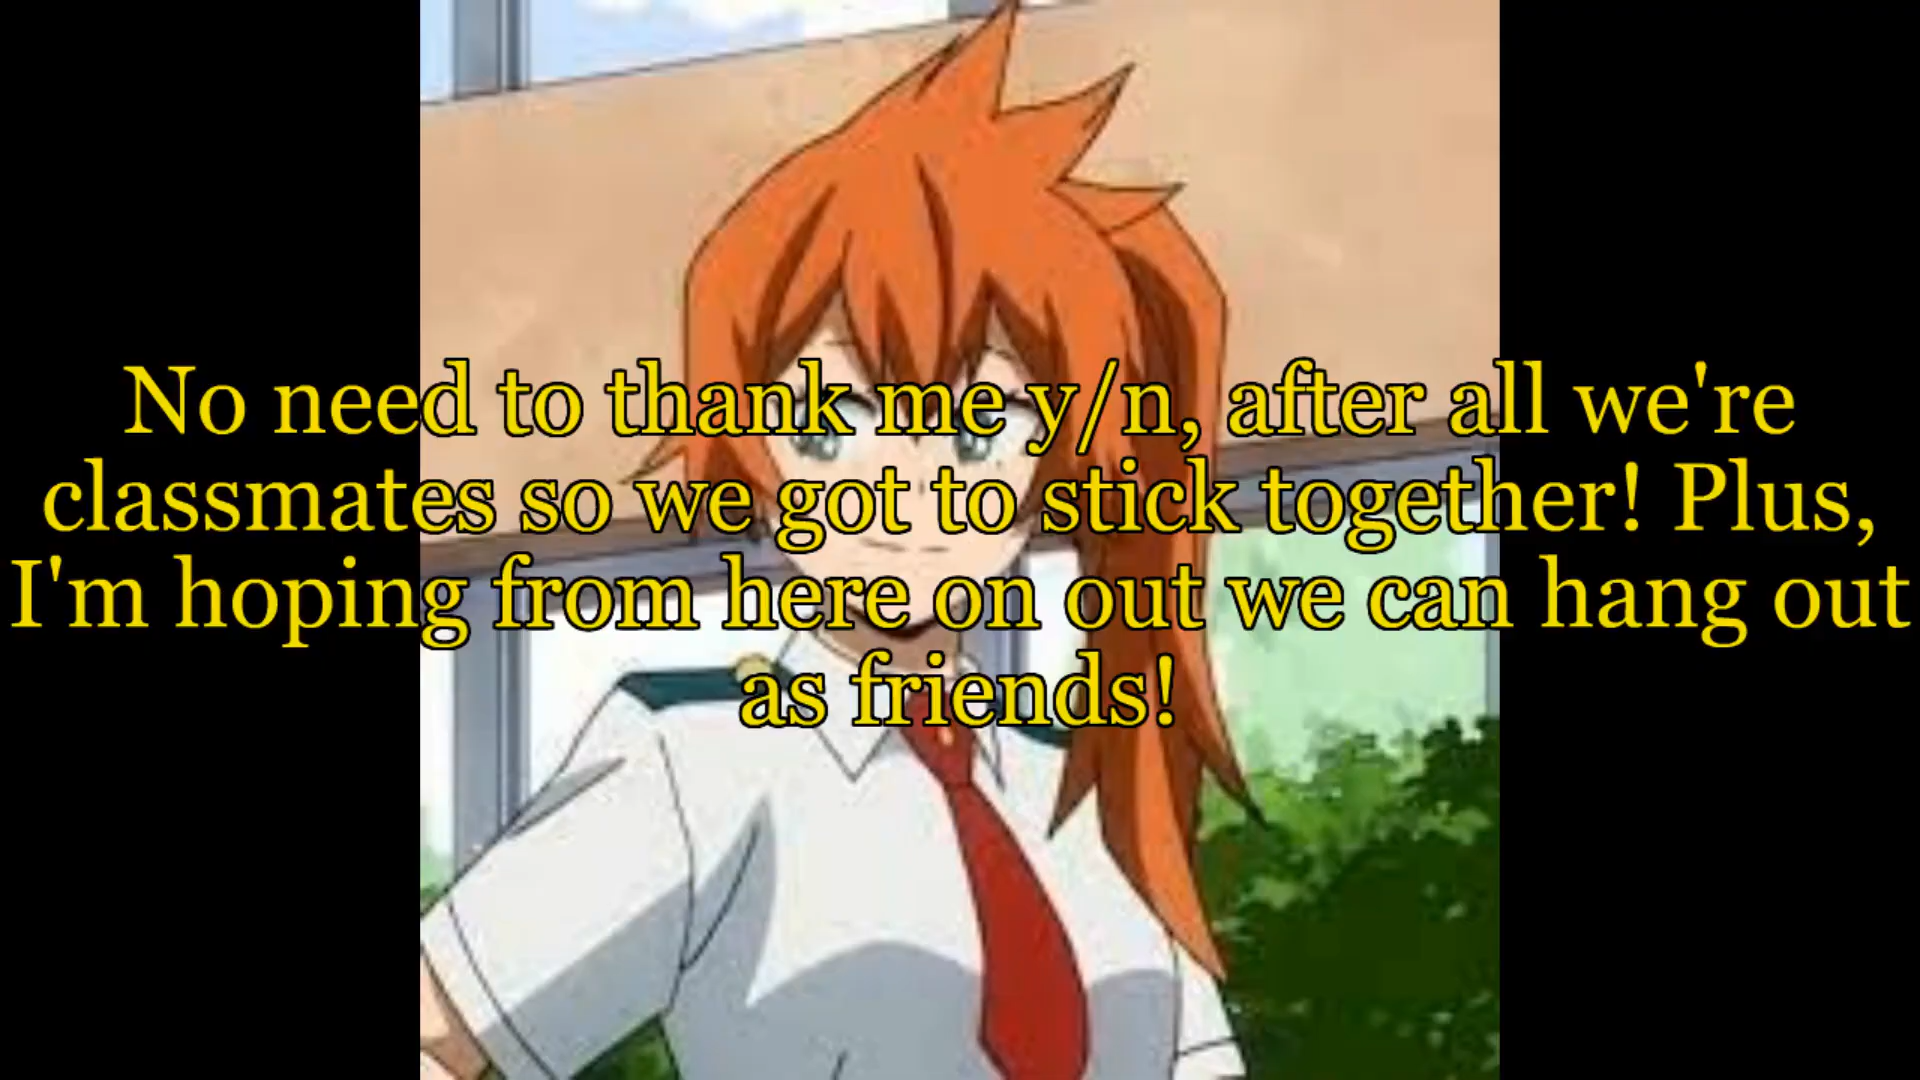 No need to thank me y/n, after all we're
classmates so we got to stick together! Plus,
I'm hoping from here on out we can hang out
as friends!